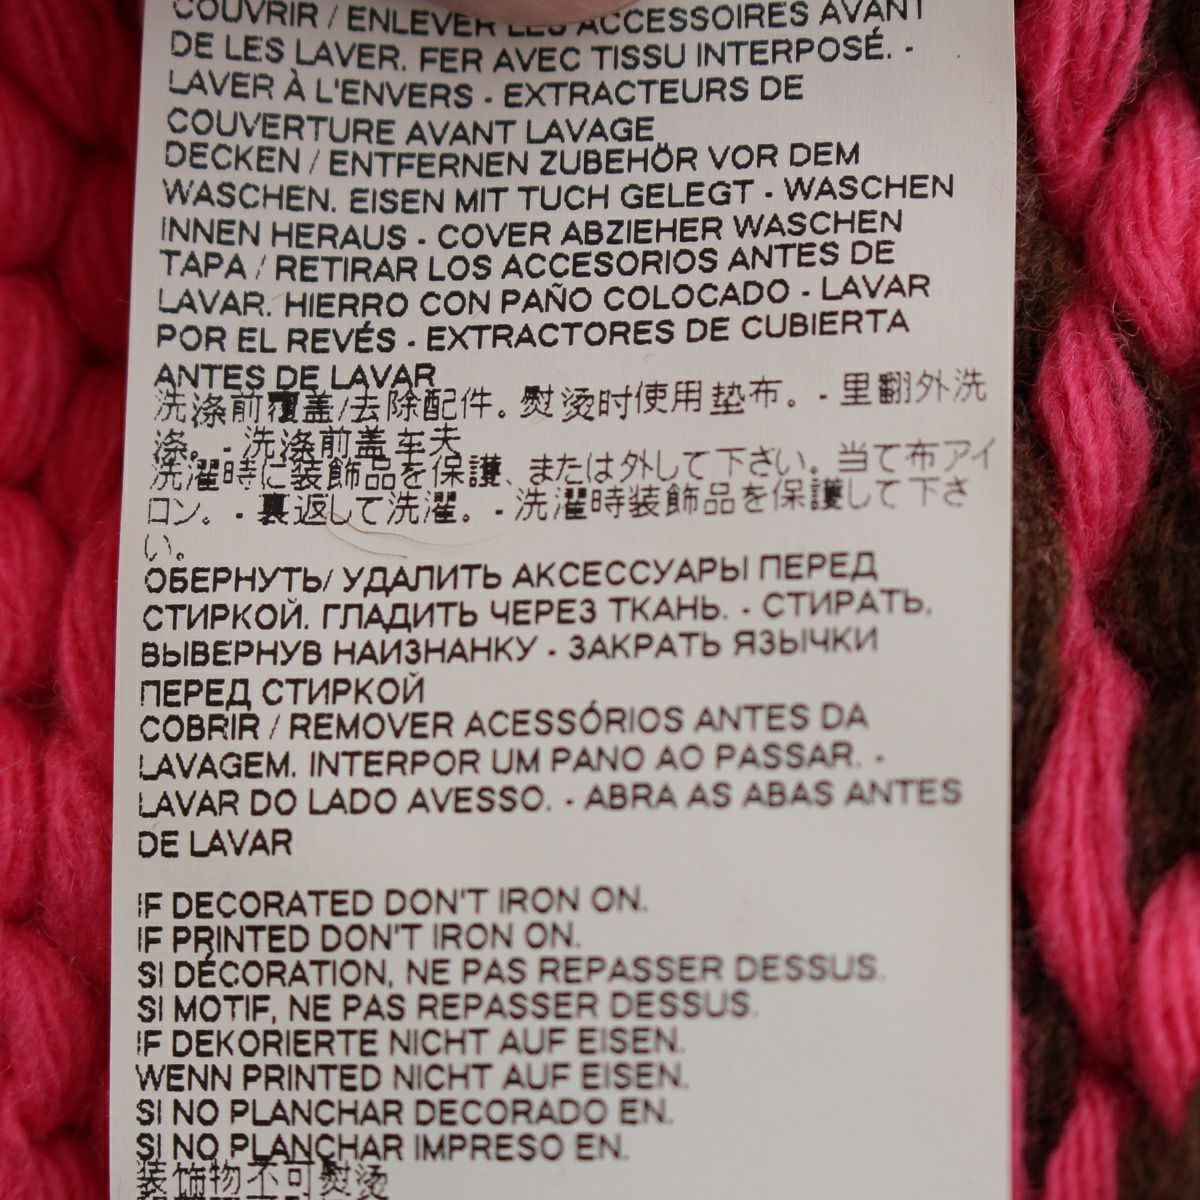 COUVRIR / ENLEVER LES ACCESSOIRES AVANT
DE LES LAVER. FER AVEC TISSU INTERPOSÉ. -
LAVER À L'ENVERS - EXTRACTEURS DE
COUVERTURE AVANT LAVAGE
DECKEN / ENTFERNEN ZUBEHÖR VOR DEM
WASCHEN. EISEN MIT TUCH GELEGT - WASCHEN
INNEN HERAUS - COVER ABZIEHER WASCHEN
TAPA / RETIRAR LOS ACCESORIOS ANTES DE
LAVAR. HIERRO CON PAÑO COLOCADO - LAVAR
POR EL REVÉS - EXTRACTORES DE CUBIERTA
ANTES DE LAVAR
洗涤前覆盖/去除配件。熨烫时使用垫布。 - 里翻外洗
涤。 - 洗涤前盖车夫
洗濯時に装飾品を保護、または外して下さい。当て布アイ
ロン。 - 裏返して洗濯。 - 洗濯時装飾品を保護して下さ
い。
ОБЕРНУТЬ/ УДАЛИТЬ АКСЕССУАРЫ ПЕРЕД
СТИРКОЙ. ГЛАДИТЬ ЧЕРЕЗ ТКАНЬ. - СТИРАТЬ,
ВЫВЕРНУВ НАИЗНАНКУ - ЗАКРАТЬ ЯЗЫЧКИ
ПЕРЕД СТИРКОЙ
COBRIR / REMOVER ACESSÓRIOS ANTES DA
LAVAGEM. INTERPOR UM PANO AO PASSAR. -
LAVAR DO LADO AVESSO. - ABRA AS ABAS ANTES
DE LAVAR
IF DECORATED DON'T IRON ON.
IF PRINTED DON'T IRON ON.
SI DÉCORATION, NE PAS REPASSER DESSUS.
SI MOTIF, NE PAS REPASSER DESSUS.
IF DEKORIERTE NICHT AUF EISEN.
WENN PRINTED NICHT AUF EISEN.
SI NO PLANCHAR DECORADO EN.
SI NO PLANCHAR IMPRESO EN.
装饰物不可熨烫